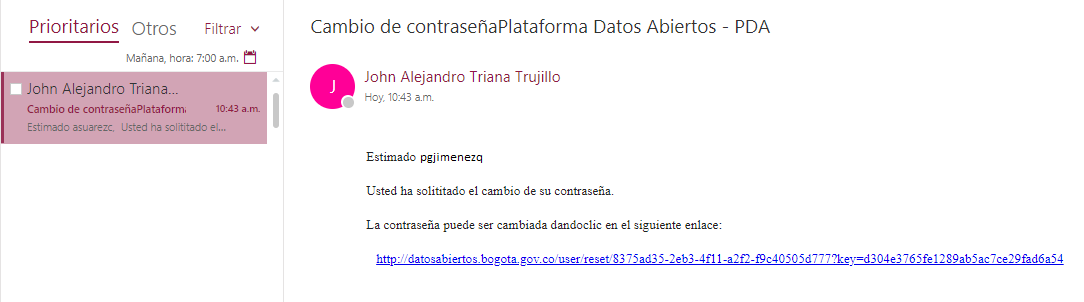 Prioritarios Otros Filtrar
Mañana, hora: 7:00 a.m.
John Alejandro Triana...
Cambio de contraseñaPlataforma 10:43 a.m.
Estimado asuarezc, Usted ha solititado el...
Cambio de contraseñaPlataforma Datos Abiertos - PDA
J
John Alejandro Triana Trujillo
Hoy, 10:43 a.m.
Estimado pgjimenezq
Usted ha solititado el cambio de su contraseña.
La contraseña puede ser cambiada dandoclic en el siguiente enlace:
http://datosabiertos.bogota.gov.co/user/reset/8375ad35-2eb3-4f11-a2f2-f9c40505d777?key=d304e3765fe1289ab5ac7ce29fad6a54